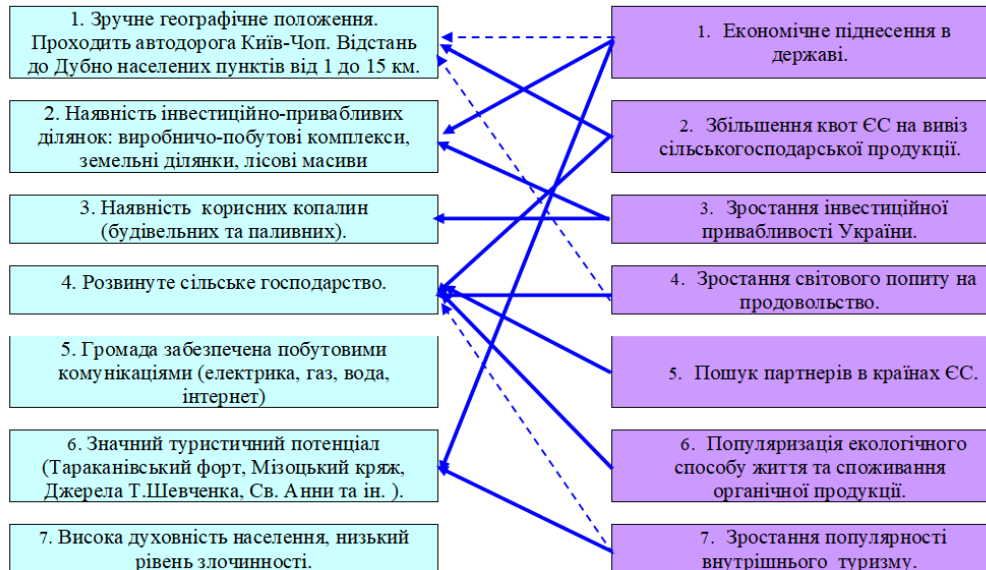 1. Зручне географічне положення.
Проходить автодорога Київ-Чоп. Відстань
до Дубно населених пунктів від 1 до 15 км.
2. Наявність інвестиційно-привабливих
ділянок: виробничо-побутові комплекси,
земельні ділянки, лісові масиви
3. Наявність корисних копалин
(будівельних та паливних).
4. Розвинуте сільське господарство.
5. Громада забезпечена побутовими
комунікаціями (електрика, газ, вода,
інтернет)
6. Значний туристичний потенціал
(Тараканівський форт, Мізоцький кряж,
Джерела Т.Шевченка, Св. Анни та ін. ).
7. Висока духовність населення, низький
рівень злочинності.
1. Економічне піднесення в
державі.
2. Збільшення квот ЄС на вивіз
сільськогосподарської продукції.
3. Зростання інвестиційної
привабливості України.
4. Зростання світового попиту на
продовольство.
5. Пошук партнерів в країнах ЄС.
6. Популяризація екологічного
способу життя та споживання
органічної продукції.
7. Зростання популярності
внутрішнього туризму.